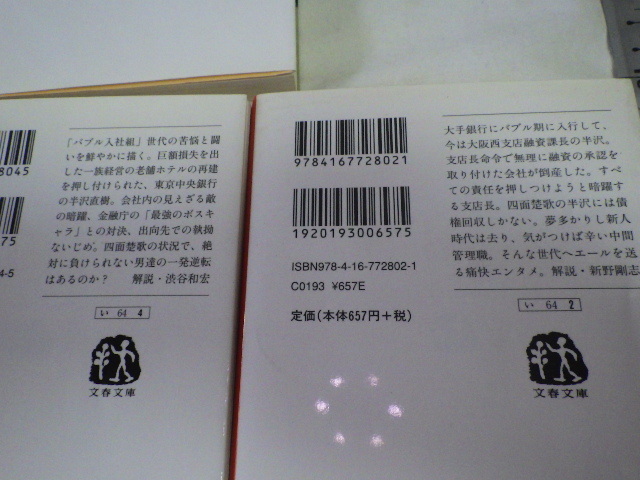 8045
75
4-5
「バブル入社組」世代の苦悩と闘
いを鮮やかに描く。巨額損失を出
した一族経営の老舗ホテルの再建
を押し付けられた、東京中央銀行
の半沢直樹。会社内の見えざる敵
の暗躍、金融庁の「最強のボスキ
ャラ」との対決、出向先での執拗
ないじめ。四面楚歌の状況で、絶
対に負けられない男達の一発逆転
はあるのか?　解説・渋谷和宏
い 64 4
文春文庫
9784167728021
1920193006575
ISBN978-4-16-772802-1
C0193 ¥657E
定価(本体657円+税)
大手銀行にバブル期に入行して、
今は大阪西支店融資課長の半沢。
支店長命令で無理に融資の承認を
取り付けた会社が倒産した。すべ
ての責任を押しつけようと暗躍す
る支店長。四面楚歌の半沢には債
権回収しかない。夢多かりし新人
時代は去り、気がつけば辛い中間
管理職。そんな世代へエールを送
る痛快エンタメ。解説・新野剛志
い 64 2
文春文庫